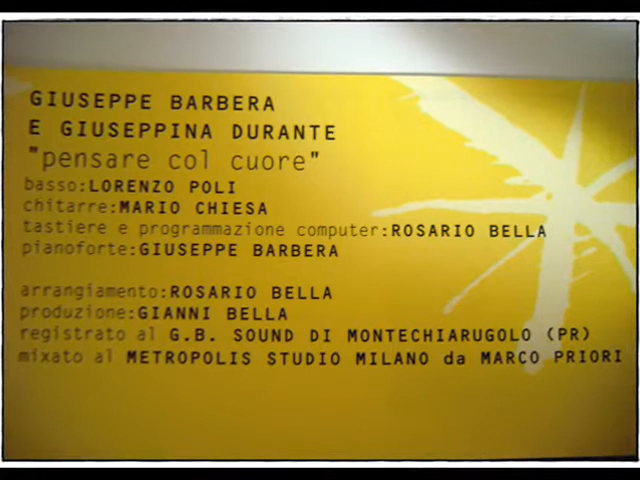 GIUSEPPE BARBERA
E GIUSEPPINA DURANTE
"pensare col cuore"
basso:LORENZO POLI
chitarre:MARIO CHIESA
tastiere e programmazione computer:ROSARIO BELLA
pianoforte:GIUSEPPE BARBERA
arrangiamento:ROSARIO BELLA
produzione:GIANNI BELLA
registrato al G.B. SOUND DI MONTECHIARUGOLO (PR)
mixato al METROPOLIS STUDIO MILANO da MARCO PRIORI